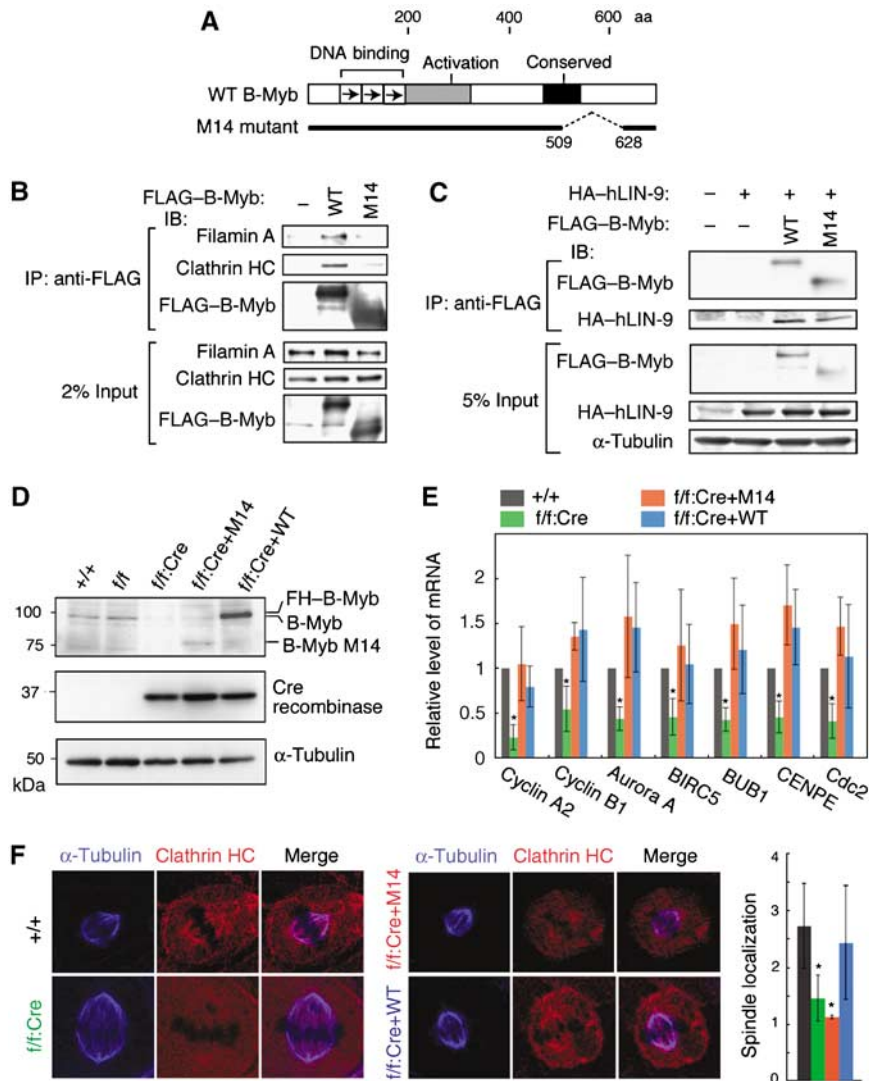 A
200 400 600 aa
DNA binding
Activation
Conserved
WT B-Myb
M14 mutant
509 628
B
FLAG–B-Myb: – WT M14
IB:
IP: anti-FLAG
Filamin A
Clathrin HC
FLAG–B-Myb
2% Input
Filamin A
Clathrin HC
FLAG–B-Myb
C
HA–hLIN-9: – + + +
FLAG–B-Myb: – – WT M14
IB:
IP: anti-FLAG
FLAG–B-Myb
HA–hLIN-9
5% Input
FLAG–B-Myb
HA–hLIN-9
α-Tubulin
D
+/+ f/f f/f:Cre f/f:Cre+M14 f/f:Cre+WT
100
75
FH–B-Myb
B-Myb
B-Myb M14
37
Cre
recombinase
50
α-Tubulin
kDa
E
+/+
f/f:Cre
f/f:Cre+M14
f/f:Cre+WT
Relative level of mRNA
2
1.5
1
0.5
0
* * * * * * *
Cyclin A2 Cyclin B1 Aurora A BIRC5 BUB1 CENPE Cdc2
F
α-Tubulin Clathrin HC Merge
+/+
f/f:Cre
α-Tubulin Clathrin HC Merge
f/f:Cre+M14
f/f:Cre+WT
Spindle localization
4
3
2
1
0
* *